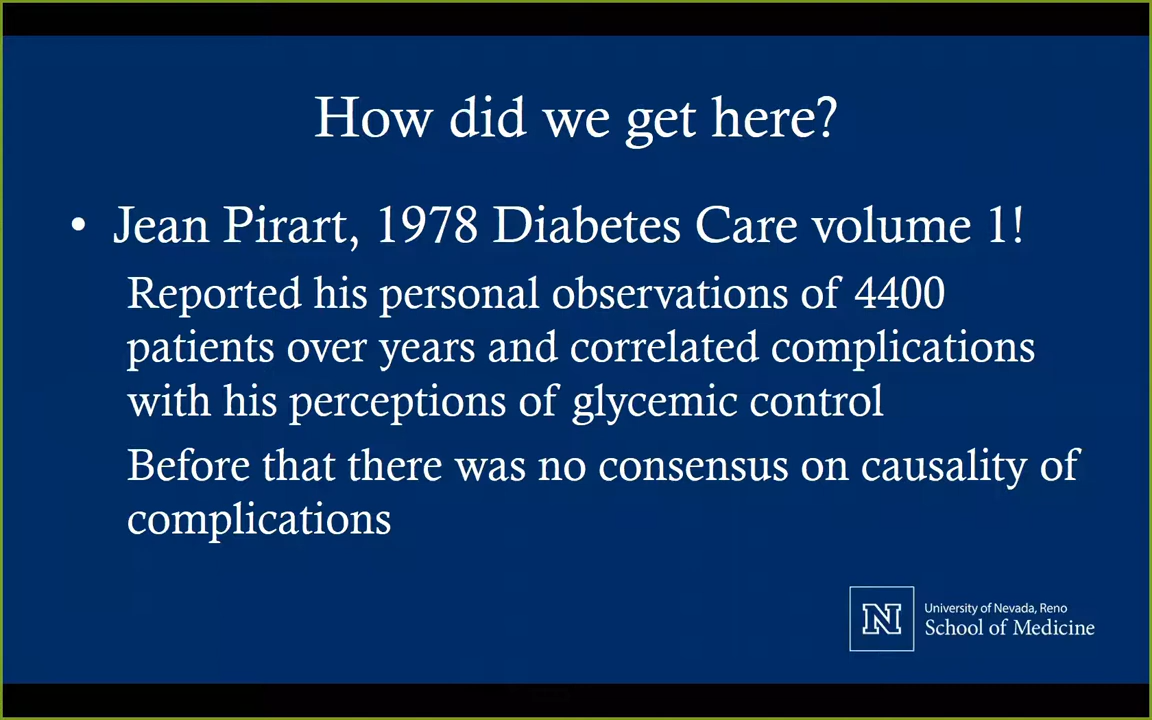 How did we get here?
• Jean Pirart, 1978 Diabetes Care volume 1!
Reported his personal observations of 4400
patients over years and correlated complications
with his perceptions of glycemic control
Before that there was no consensus on causality of
complications
N
University of Nevada, Reno
School of Medicine